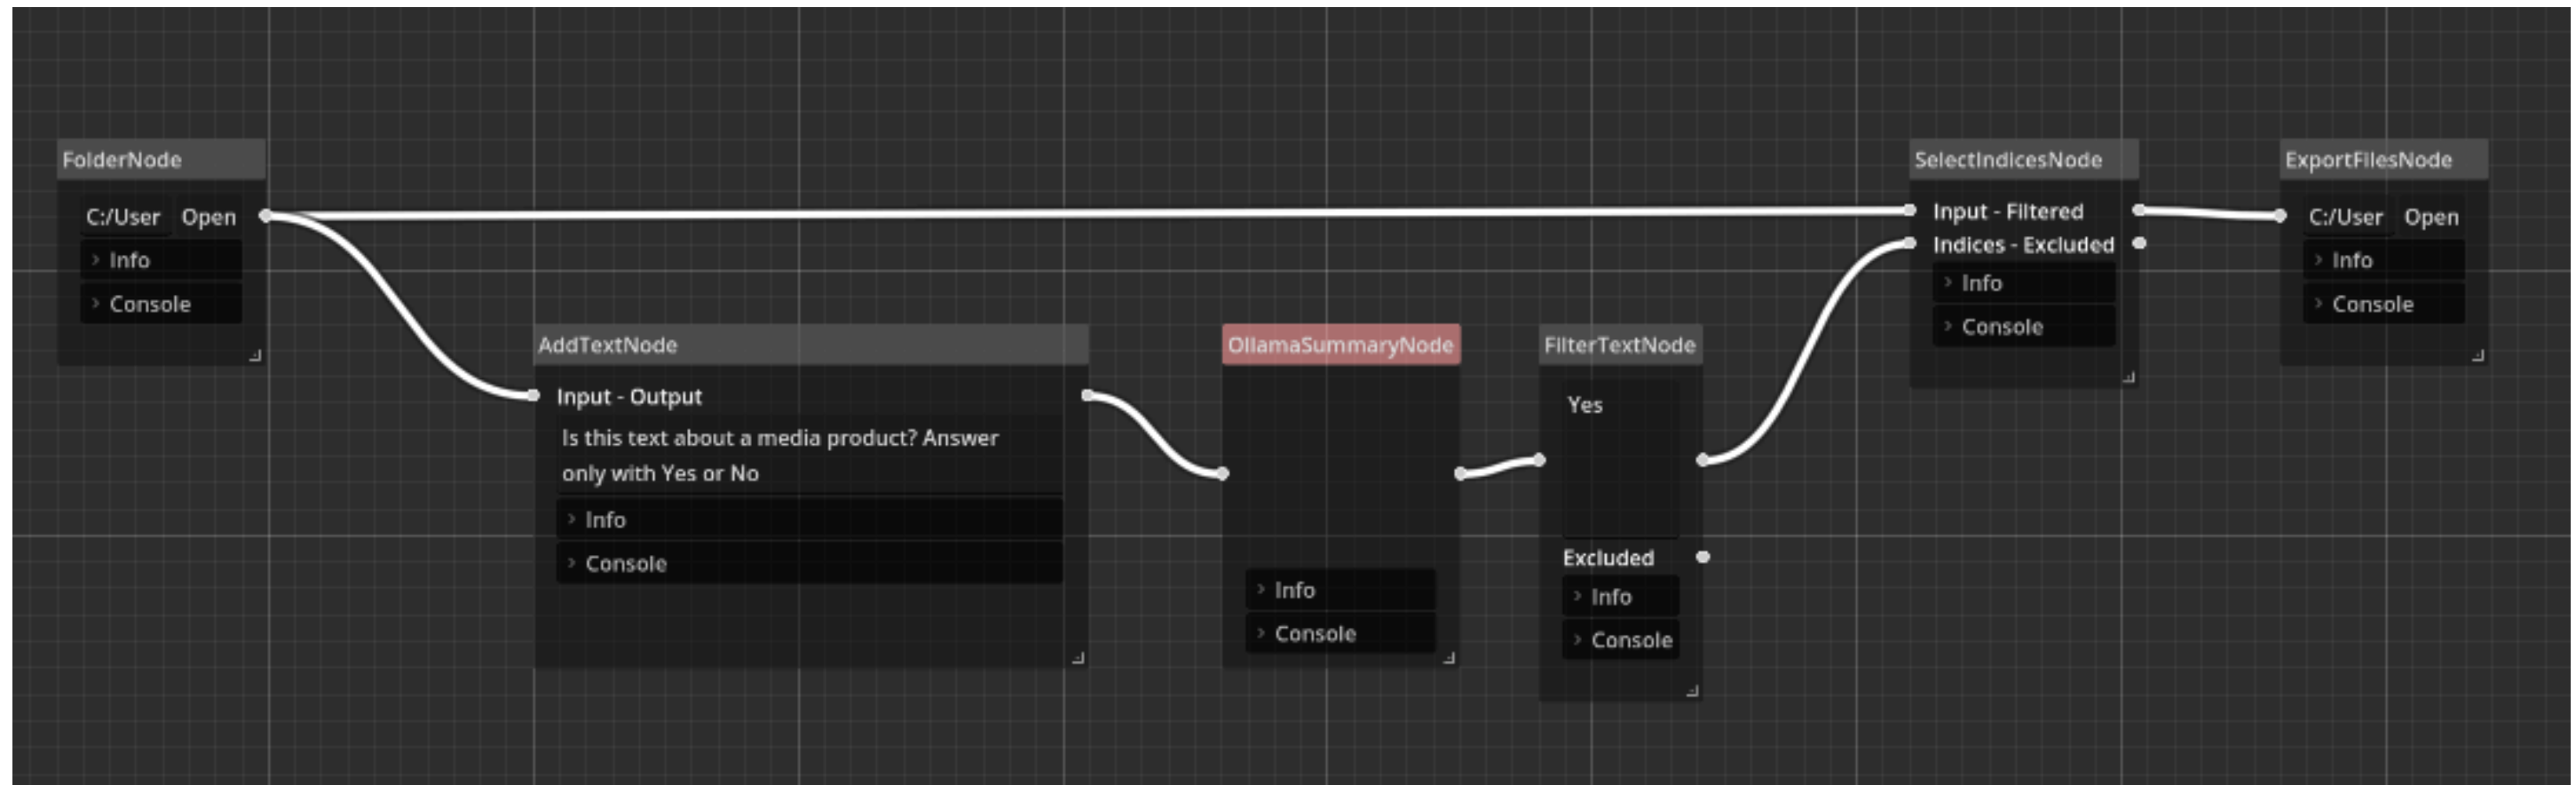 FolderNode
C:/User Open
Info
Console
AddTextNode
Input - Output
Is this text about a media product? Answer
only with Yes or No
Info
Console
OllamaSummaryNode
Info
Console
FilterTextNode
Yes
Excluded
Info
Console
SelectIndicesNode
Input - Filtered
Indices - Excluded
Info
Console
ExportFilesNode
C:/User Open
Info
Console